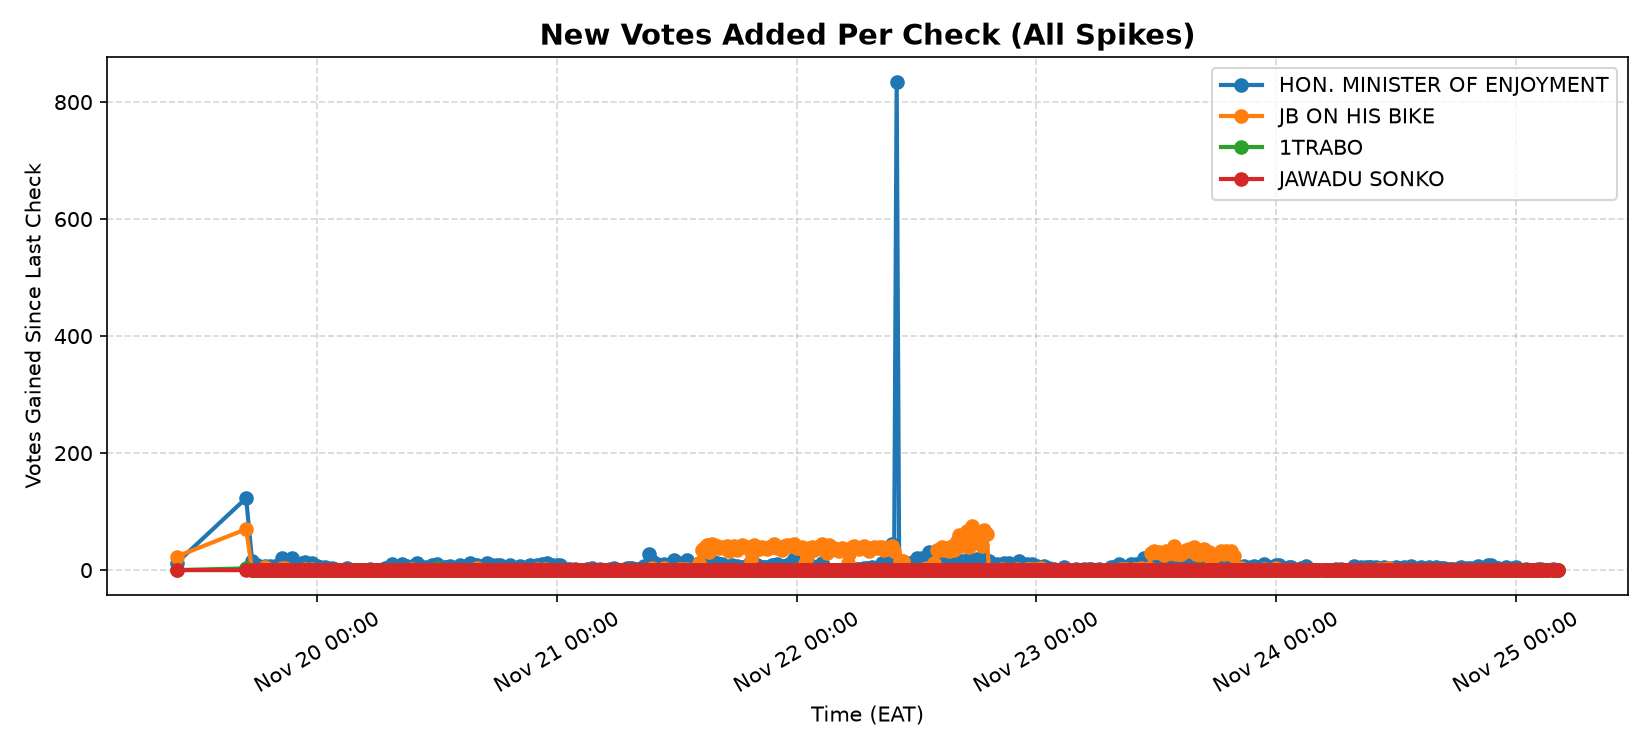 New Votes Added Per Check (All Spikes)
HON. MINISTER OF ENJOYMENT
JB ON HIS BIKE
1TRABO
JAWADU SONKO
Votes Gained Since Last Check
800
600
400
200
0
Nov 20 00:00
Nov 21 00:00
Nov 22 00:00
Nov 23 00:00
Nov 24 00:00
Nov 25 00:00
Time (EAT)